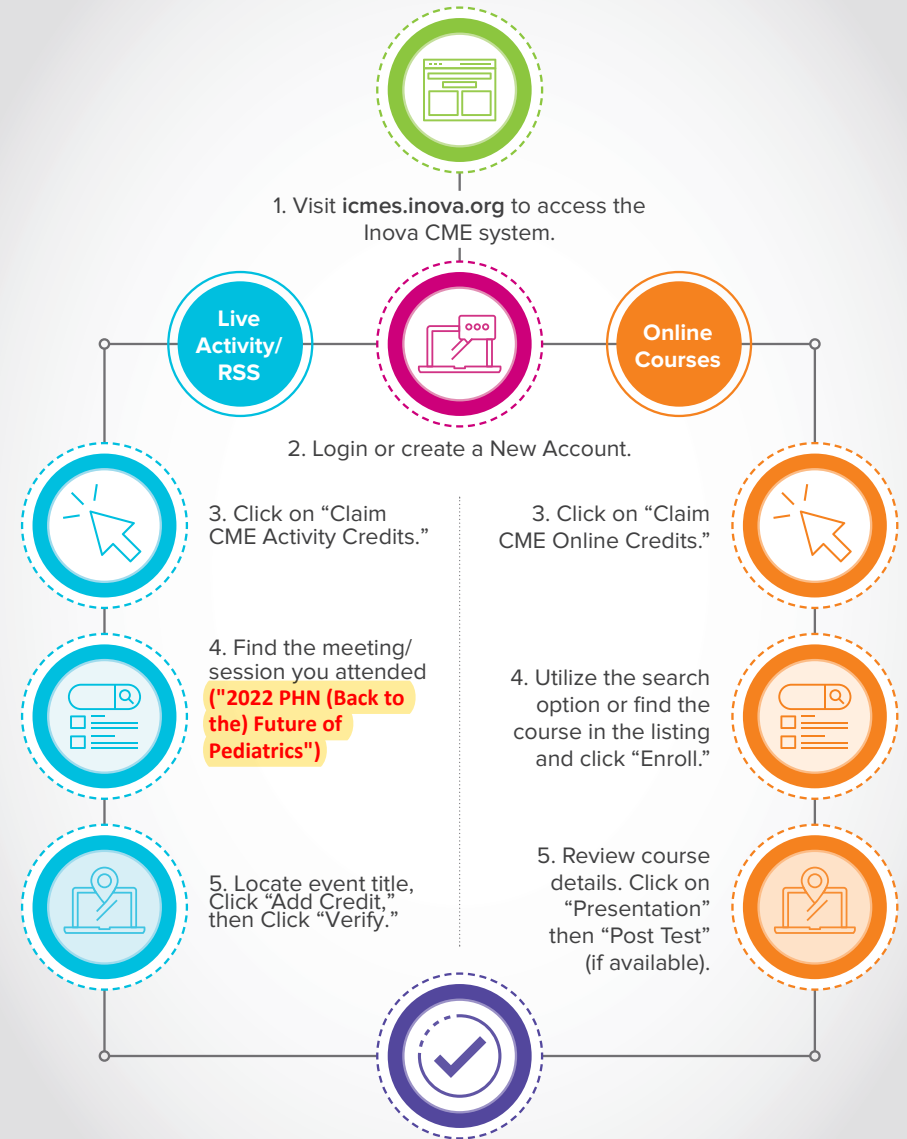 1. Visit icmes.inova.org to access the
Inova CME system.
Live
Activity/
RSS
Online
Courses
2. Login or create a New Account.
3. Click on “Claim
CME Activity Credits.”
4. Find the meeting/
session you attended
("2022 PHN (Back to
the) Future of
Pediatrics")
5. Locate event title,
Click “Add Credit,”
then Click “Verify.”
3. Click on “Claim
CME Online Credits.”
4. Utilize the search
option or find the
course in the listing
and click “Enroll.”
5. Review course
details. Click on
“Presentation”
then “Post Test”
(if available).